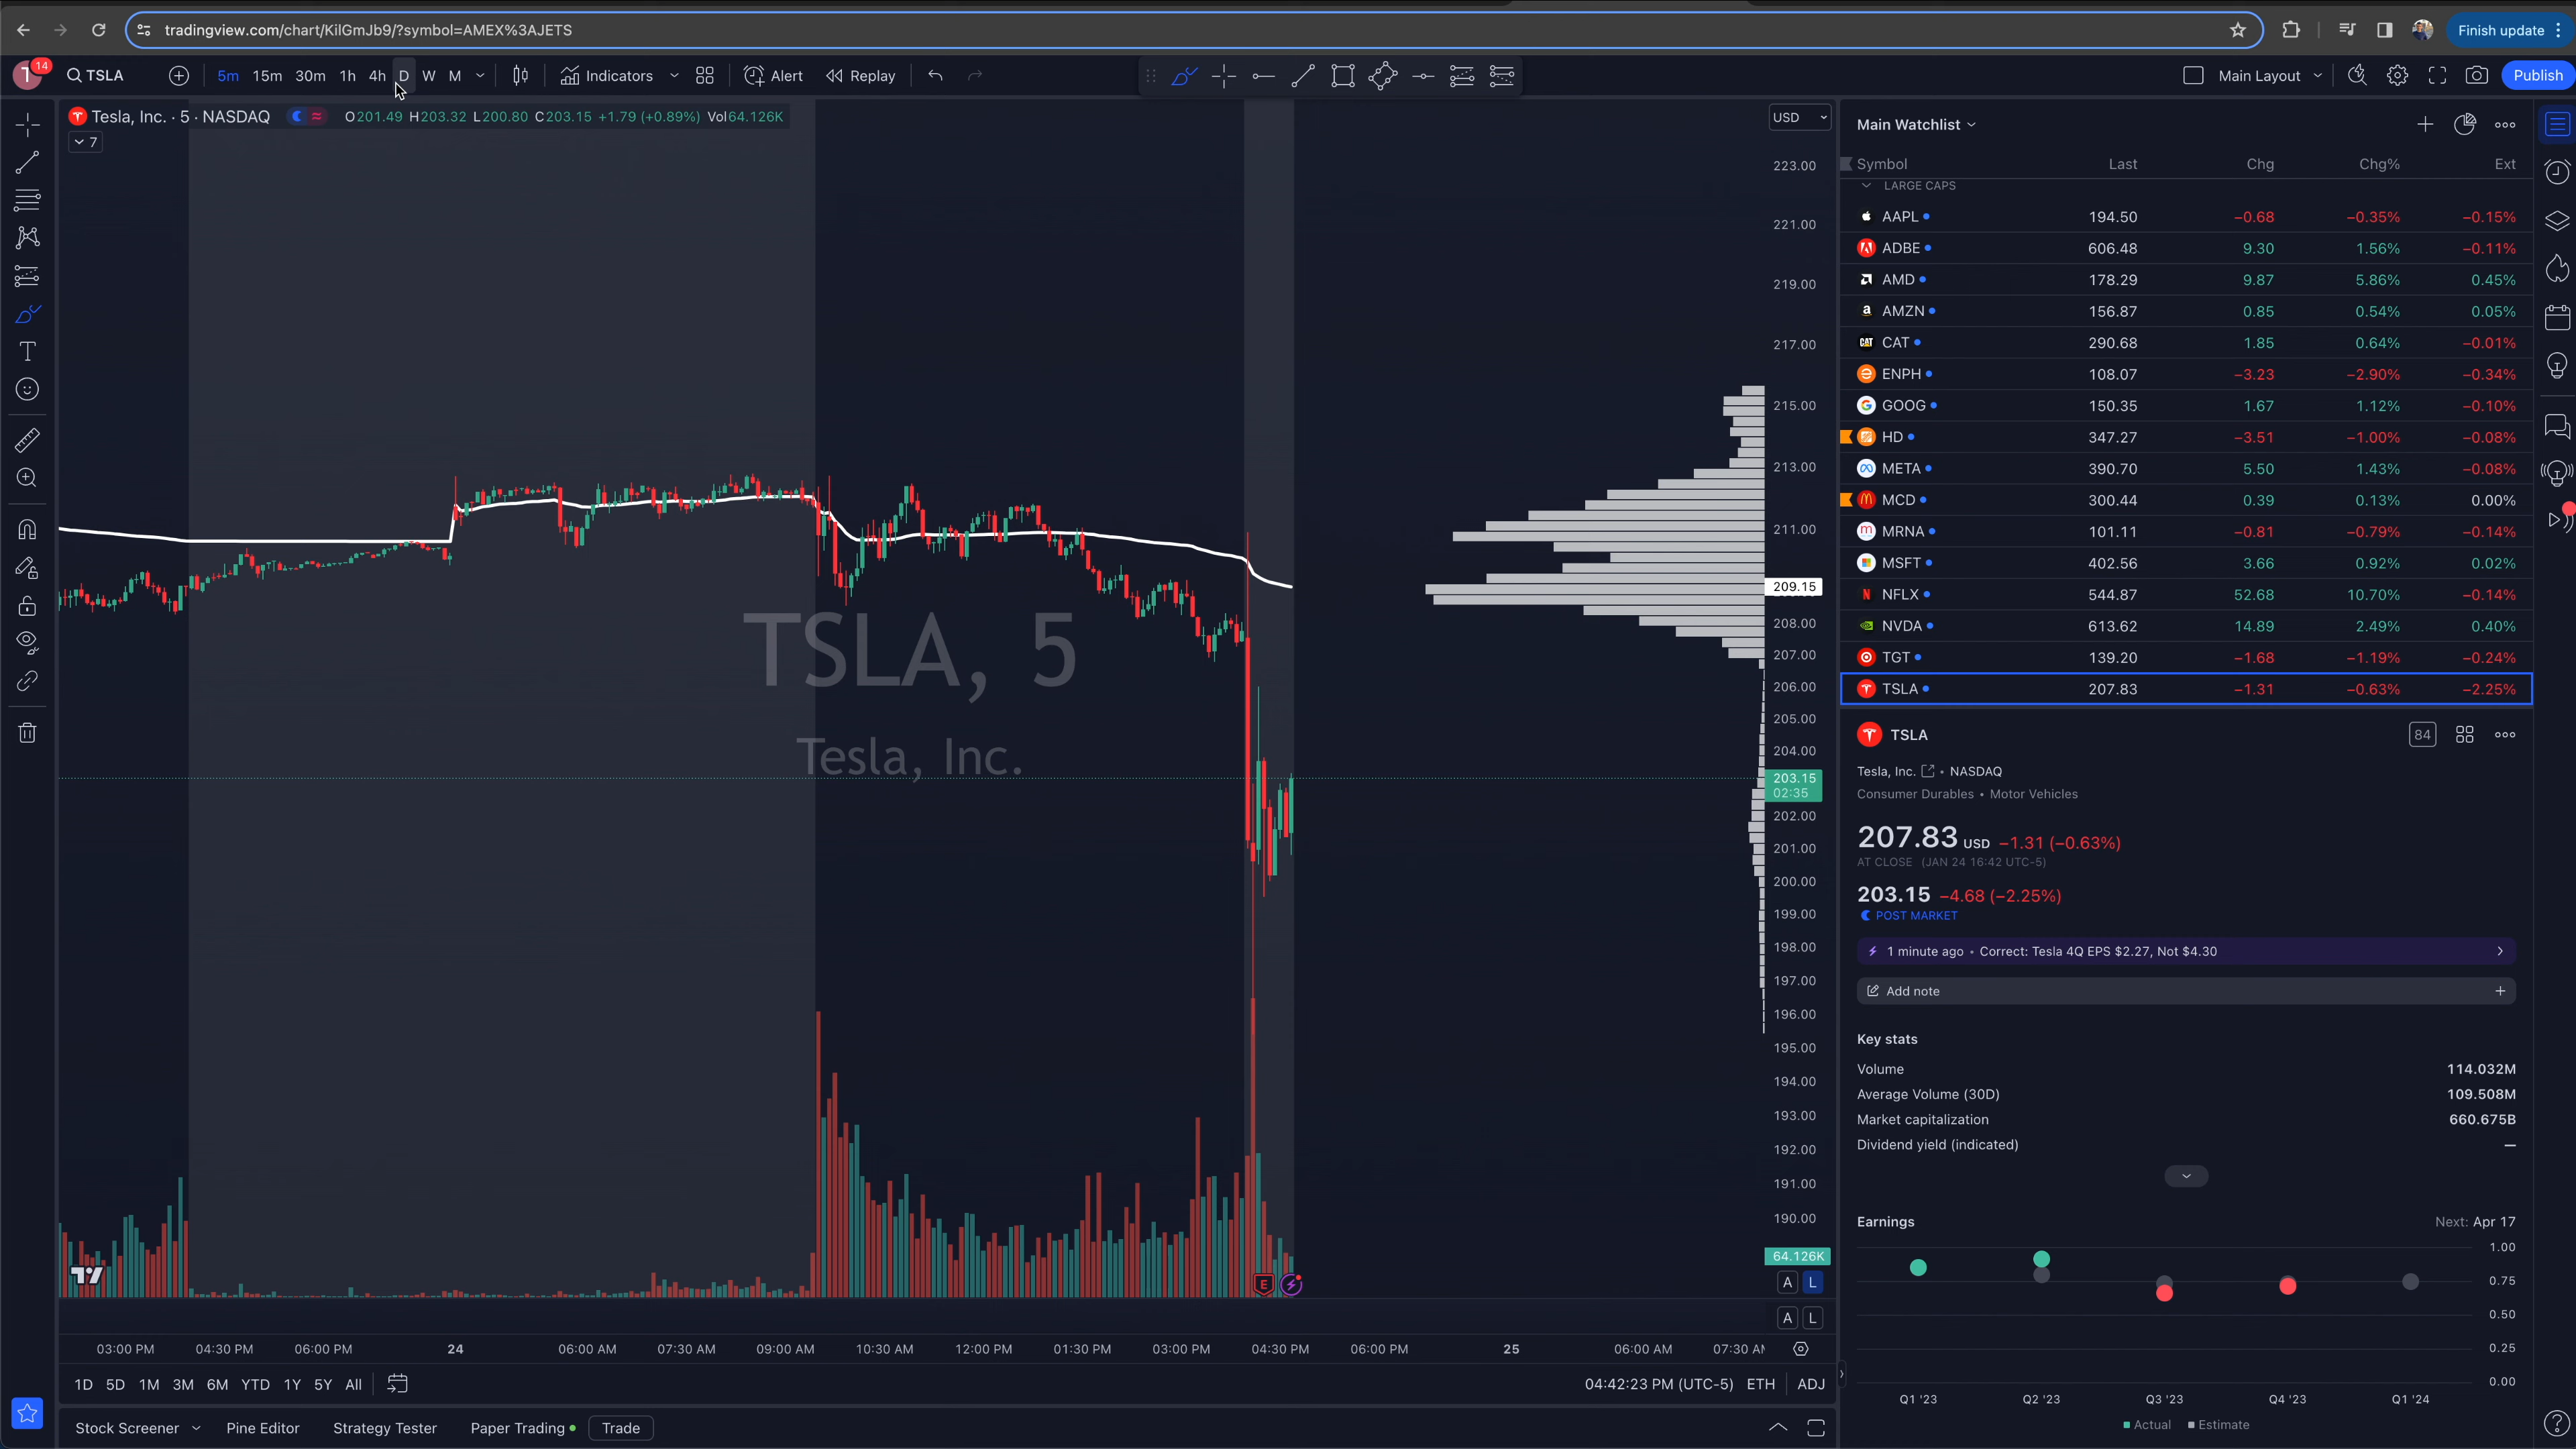 tradingview.com/chart/KilGmJb9/?symbol=AMEX%3AJETS
Finish update
14
TSLA
5m 15m 30m 1h 4h D W M
Indicators
Alert
Replay
Main Layout
Publish
Tesla, Inc. · 5 · NASDAQ
O201.49 H203.32 L200.80 C203.15 +1.79 (+0.89%) Vol64.126K
7
USD
TSLA, 5
Tesla, Inc.
223.00
221.00
219.00
217.00
215.00
213.00
211.00
209.15
208.00
207.00
206.00
205.00
204.00
203.15
02:35
202.00
201.00
200.00
199.00
198.00
197.00
196.00
195.00
194.00
193.00
192.00
191.00
190.00
64.126K
A L
A L
E
03:00 PM 04:30 PM 06:00 PM 24 06:00 AM 07:30 AM 09:00 AM 10:30 AM 12:00 PM 01:30 PM 03:00 PM 04:30 PM 06:00 PM 25 06:00 AM 07:30 AM
1D 5D 1M 3M 6M YTD 1Y 5Y All
04:42:23 PM (UTC-5) ETH ADJ
Stock Screener Pine Editor Strategy Tester Paper Trading Trade
Main Watchlist
Symbol Last Chg Chg% Ext
LARGE CAPS
AAPL 194.50 −0.68 −0.35% −0.15%
ADBE 606.48 9.30 1.56% −0.11%
AMD 178.29 9.87 5.86% 0.45%
AMZN 156.87 0.85 0.54% 0.05%
CAT CAT 290.68 1.85 0.64% −0.01%
ENPH 108.07 −3.23 −2.90% −0.34%
GOOG 150.35 1.67 1.12% −0.10%
HD 347.27 −3.51 −1.00% −0.08%
META 390.70 5.50 1.43% −0.08%
MCD 300.44 0.39 0.13% 0.00%
MRNA 101.11 −0.81 −0.79% −0.14%
MSFT 402.56 3.66 0.92% 0.02%
NFLX 544.87 52.68 10.70% −0.14%
NVDA 613.62 14.89 2.49% 0.40%
TGT 139.20 −1.68 −1.19% −0.24%
TSLA 207.83 −1.31 −0.63% −2.25%
TSLA
84
Tesla, Inc. • NASDAQ
Consumer Durables • Motor Vehicles
207.83 USD −1.31 (−0.63%)
AT CLOSE (JAN 24 16:42 UTC-5)
203.15 −4.68 (−2.25%)
POST MARKET
1 minute ago • Correct: Tesla 4Q EPS $2.27, Not $4.30
Add note
Key stats
Volume 114.032M
Average Volume (30D) 109.508M
Market capitalization 660.675B
Dividend yield (indicated) —
Earnings Next: Apr 17
1.00
0.75
0.50
0.25
0.00
Q1 '23 Q2 '23 Q3 '23 Q4 '23 Q1 '24
Actual Estimate